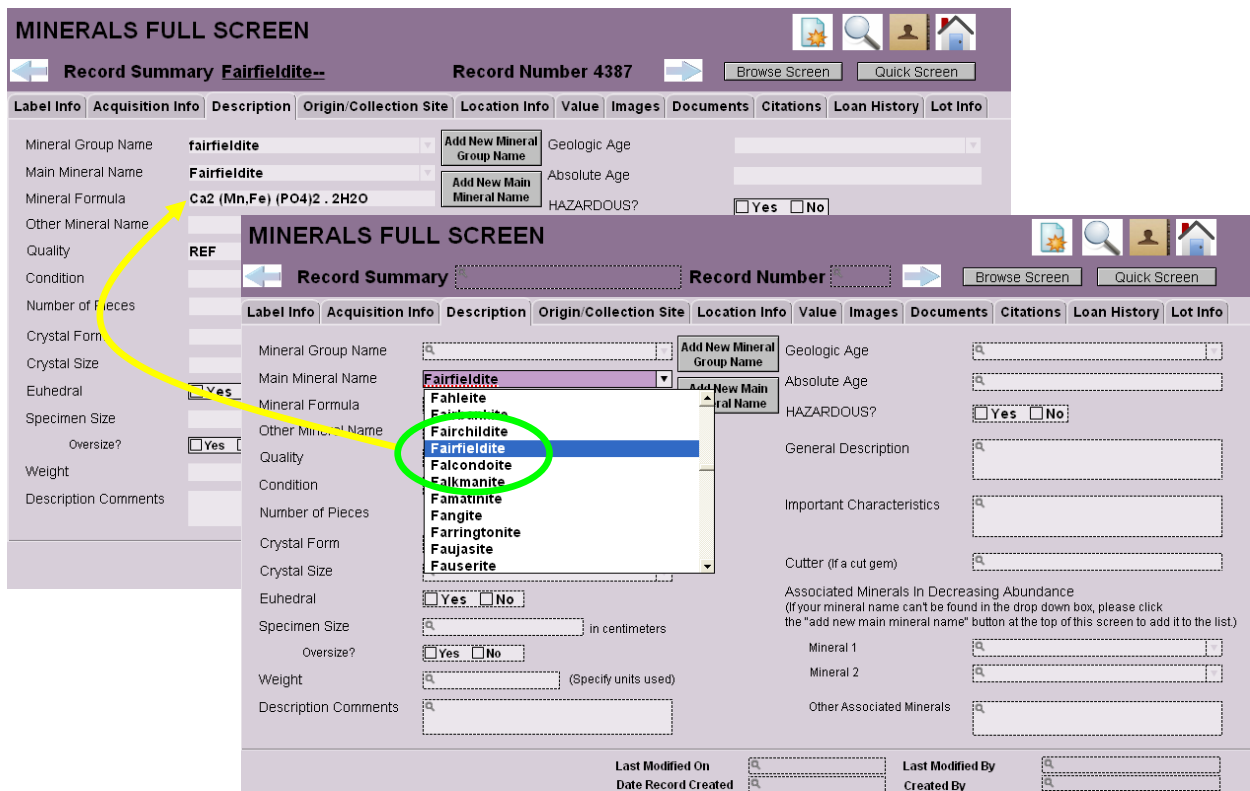 MINERALS FULL SCREEN
Record Summary Fairfieldite-- Record Number 4387 Browse Screen Quick Screen
Label Info Acquisition Info Description Origin/Collection Site Location Info Value Images Documents Citations Loan History Lot Info
Mineral Group Name fairfieldite Add New Mineral Group Name Geologic Age
Main Mineral Name Fairfieldite Add New Main Mineral Name Absolute Age
Mineral Formula Ca2 (Mn,Fe) (PO4)2 . 2H2O HAZARDOUS? Yes No
Other Mineral Name
Quality REF
Condition
Number of Pieces
Crystal Form
Crystal Size
Euhedral Yes
Specimen Size
Oversize? Yes
Weight
Description Comments
MINERALS FULL SCREEN
Record Summary Record Number Browse Screen Quick Screen
Label Info Acquisition Info Description Origin/Collection Site Location Info Value Images Documents Citations Loan History Lot Info
Mineral Group Name Add New Mineral Group Name Geologic Age
Main Mineral Name Fairfieldite Add New Main Absolute Age
Mineral Formula Name HAZARDOUS? Yes No
Other Mineral Name
Quality
Condition
Number of Pieces
Crystal Form
Crystal Size
Euhedral Yes No
Specimen Size in centimeters
Oversize? Yes No
Weight (Specify units used)
Description Comments
Fahleite
Fairbankite
Fairchildite
Fairfieldite
Falcondoite
Falkmanite
Famatinite
Fangite
Farringtonite
Faujasite
Fauserite
General Description
Important Characteristics
Cutter (If a cut gem)
Associated Minerals In Decreasing Abundance
(If your mineral name can't be found in the drop down box, please click
the "add new main mineral name" button at the top of this screen to add it to the list.)
Mineral 1
Mineral 2
Other Associated Minerals
Last Modified On Last Modified By
Date Record Created Created By